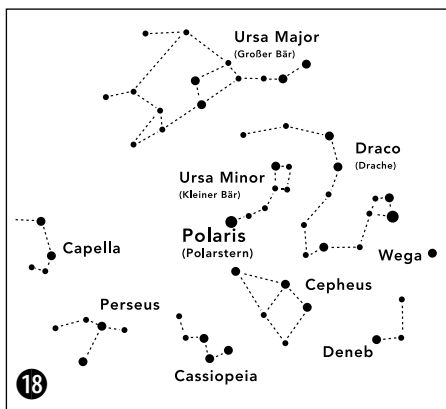 Ursa Major
(Großer Bär)
Draco
(Drache)
Ursa Minor
(Kleiner Bär)
Polaris
(Polarstern)
Capella
Wega
Cepheus
Perseus
Cassiopeia
Deneb
18